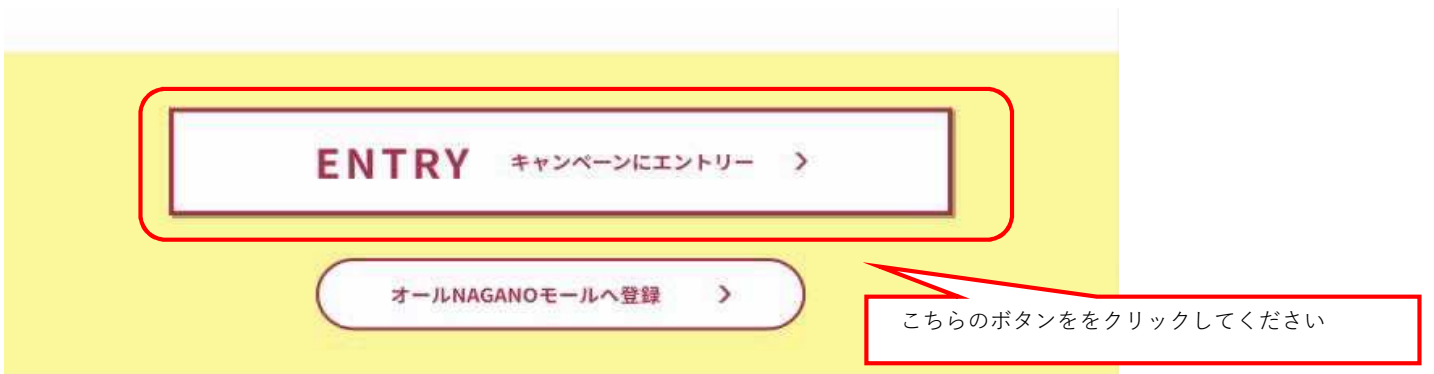 ENTRY キャンペーンにエントリー
オールNAGANOモールへ登録
こちらのボタンををクリックしてください